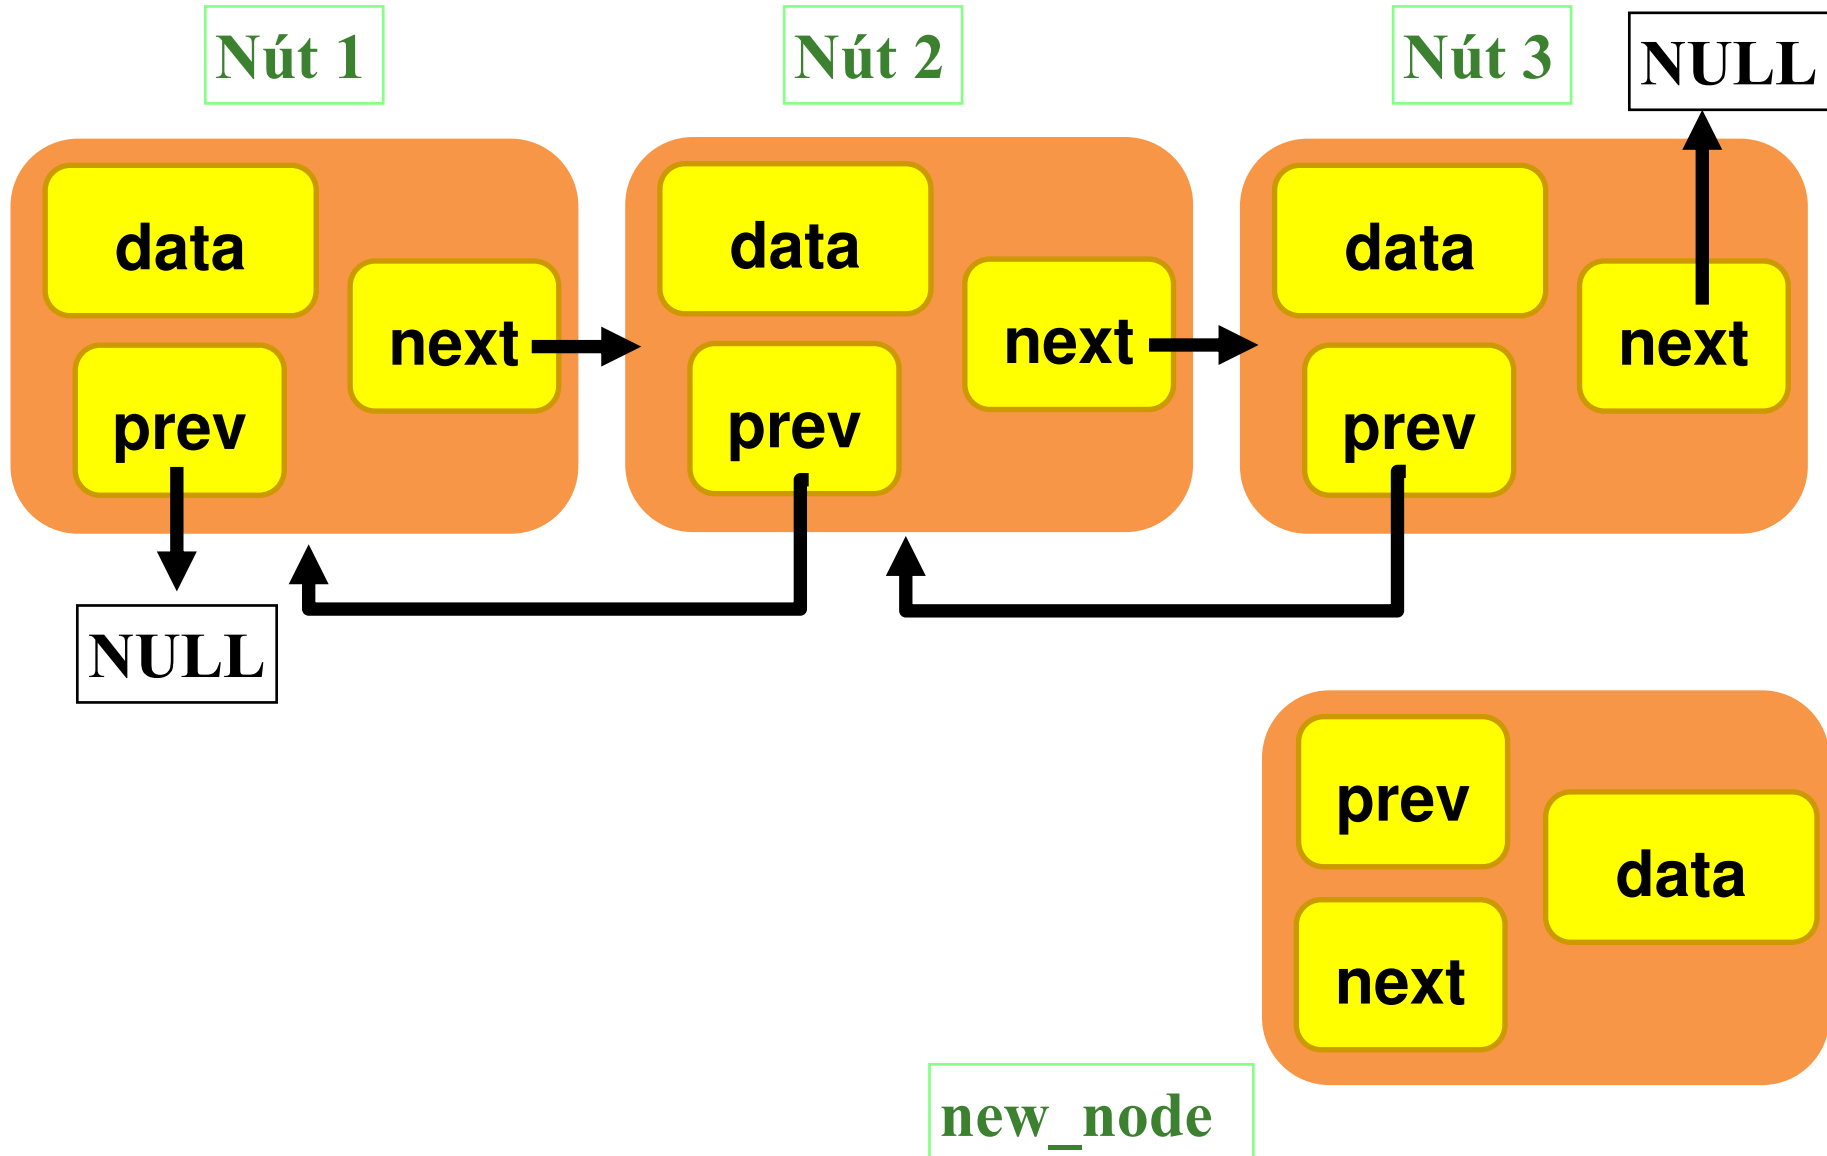 Nút 1
Nút 2
Nút 3
NULL
data
next
prev
data
next
prev
data
next
prev
NULL
prev
data
next
new_node